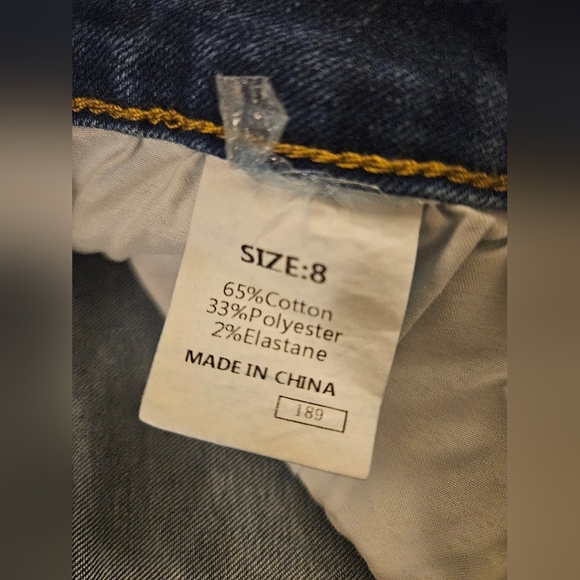 SIZE:8
65%Cotton
33%Polyester
2%Elastane
MADE IN CHINA
189